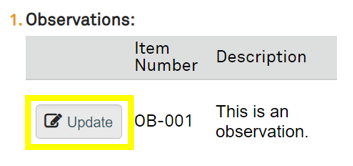 1. Observations:
Item
Number
Description
Update
OB-001
This is an
observation.